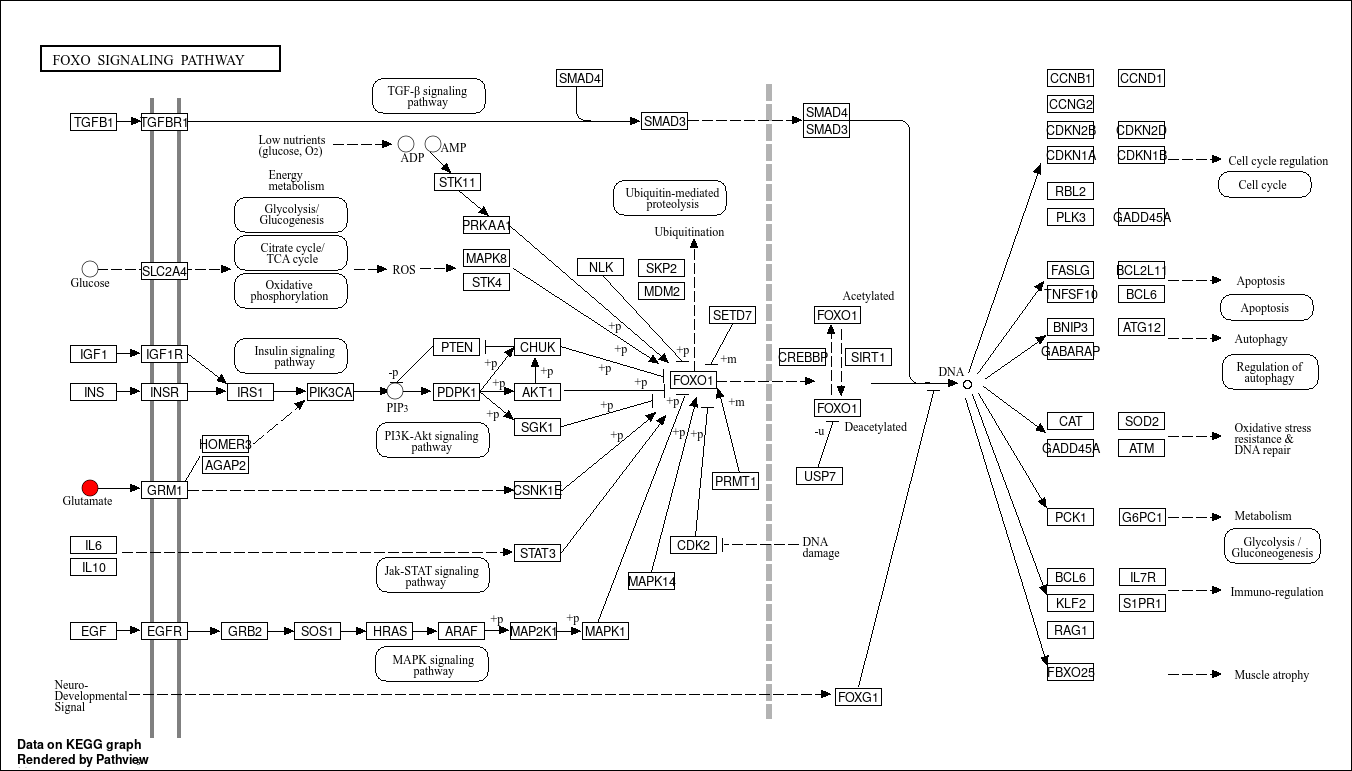 FOXO SIGNALING PATHWAY
TGF-β signaling
pathway
SMAD4
TGFB1
TGFBR1
SMAD3
SMAD4
SMAD3
Low nutrients
(glucose, O2)
ADP
AMP
STK11
Energy
metabolism
PRKAA1
Glycolysis/
Glucogenesis
Citrate cycle/
TCA cycle
Oxidative
phosphorylation
Glucose
SLC2A4
ROS
MAPK8
STK4
Ubiquitin-mediated
proteolysis
Ubiquitination
NLK
SKP2
MDM2
SETD7
+p
+p
+p
+p
+p
+p
+p
+p
+p
+m
+m
IGF1
IGF1R
Insulin signaling
pathway
PTEN
CHUK
INS
INSR
IRS1
PIK3CA
-p
PIP3
PDPK1
AKT1
SGK1
+p
+p
+p
+p
FOXO1
PI3K-Akt signaling
pathway
HOMER3
AGAP2
Glutamate
GRM1
CSNK1E
PRMT1
IL6
IL10
STAT3
Jak-STAT signaling
pathway
CDK2
DNA
damage
MAPK14
EGF
EGFR
GRB2
SOS1
HRAS
ARAF
+p
MAP2K1
+p
MAPK1
MAPK signaling
pathway
Neuro-
Developmental
Signal
FOXG1
Acetylated
FOXO1
CREBBP
SIRT1
FOXO1
Deacetylated
-u
USP7
DNA
CCNB1
CCND1
CCNG2
CDKN2B
CDKN2D
CDKN1A
CDKN1B
Cell cycle regulation
Cell cycle
RBL2
PLK3
GADD45A
FASLG
BCL2L11
Apoptosis
TNFSF10
BCL6
Apoptosis
BNIP3
ATG12
Autophagy
GABARAP
Regulation of
autophagy
CAT
SOD2
GADD45A
ATM
Oxidative stress
resistance &
DNA repair
PCK1
G6PC1
Metabolism
Glycolysis /
Gluconeogenesis
BCL6
IL7R
Immuno-regulation
KLF2
S1PR1
RAG1
FBXO25
Muscle atrophy
Data on KEGG graph
Rendered by Pathview